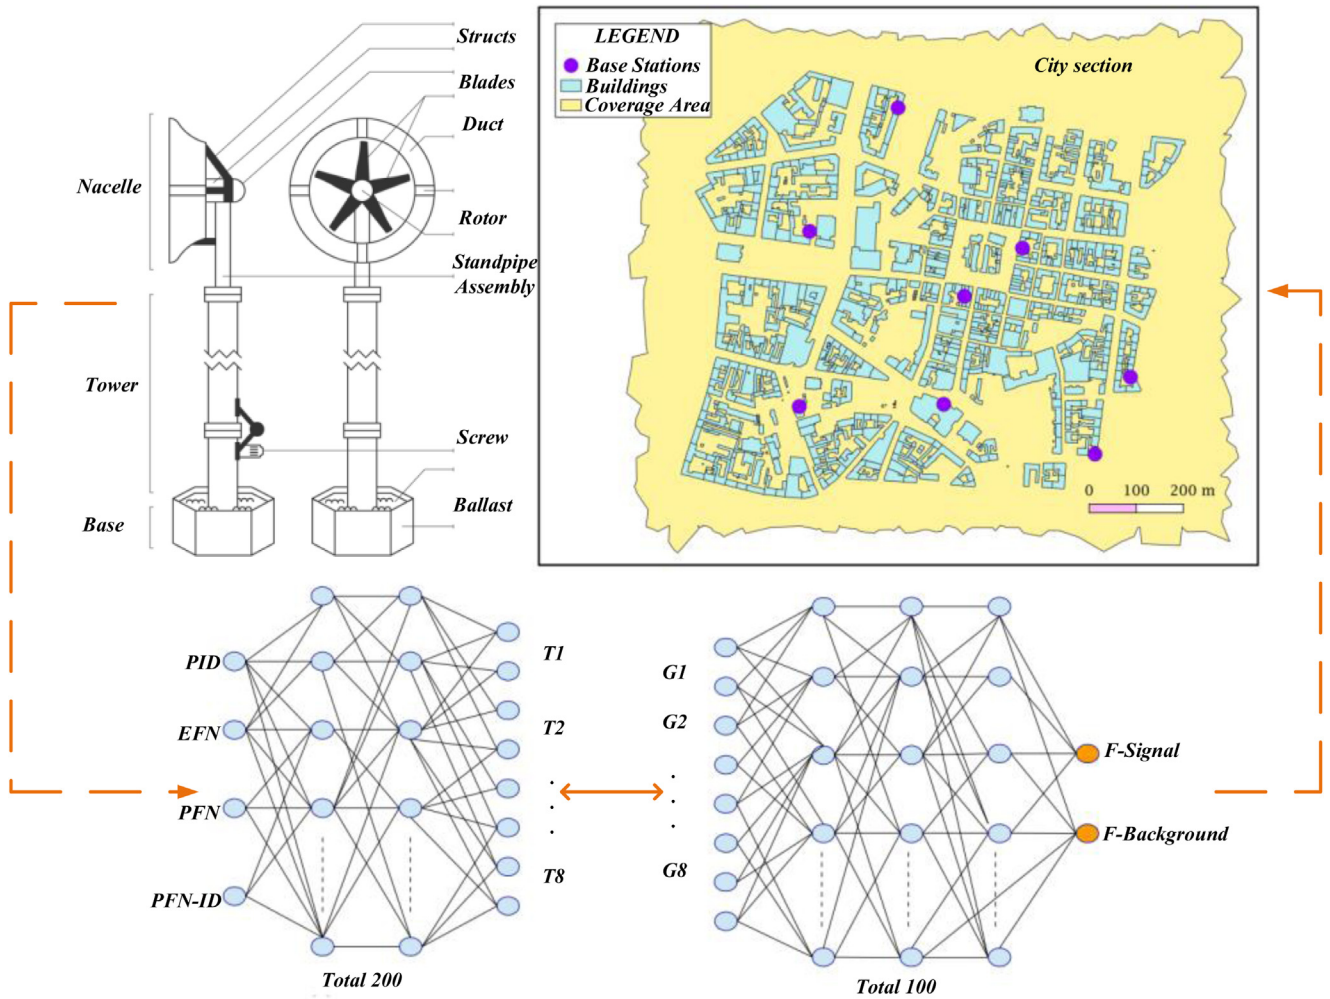 Structs
Blades
Duct
Nacelle
Rotor
Standpipe
Assembly
Tower
Screw
Ballast
Base
LEGEND
Base Stations
Buildings
Coverage Area
City section
0 100 200 m
PID
EFN
PFN
PFN-ID
T1
T2
.
.
.
T8
Total 200
G1
G2
.
.
.
G8
F-Signal
F-Background
Total 100